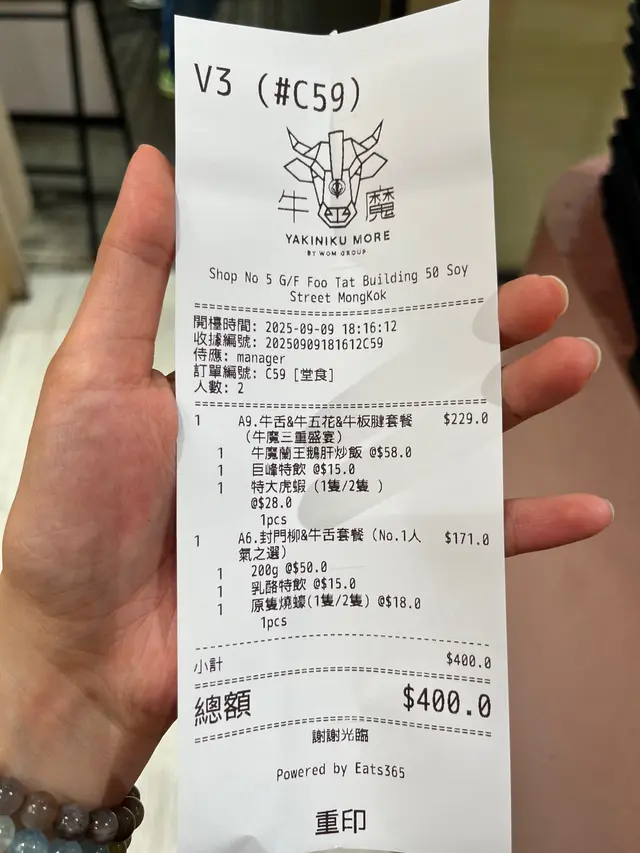 V3 (#C59)
牛 魔
YAKINIKU MORE
BY WOM GROUP
Shop No 5 G/F Foo Tat Building 50 Soy
Street MongKok
開檯時間: 2025-09-09 18:16:12
收據編號: 20250909181612C59
侍應: manager
訂單編號: C59 [堂食]
人數: 2
1 A9.牛舌&牛五花&牛板腱套餐 $229.0
(牛魔三重盛宴)
1 牛魔蘭王鵝肝炒飯 @$58.0
1 巨峰特飲 @$15.0
1 特大虎蝦 (1隻/2隻 )
@$28.0
1pcs
1 A6.封門柳&牛舌套餐 (No.1人 $171.0
氣之選)
1 200g @$50.0
1 乳酪特飲 @$15.0
1 原隻燒蠔(1隻/2隻) @$18.0
1pcs
小計 $400.0
總額 $400.0
謝謝光臨
Powered by Eats365
重印